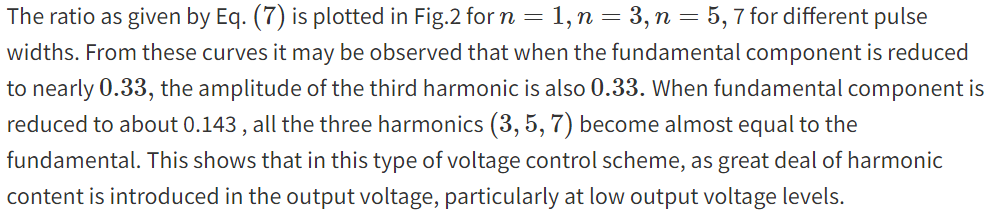 The ratio as given by Eq. (7) is plotted in Fig.2 for n = 1, n = 3, n = 5, 7 for different pulse
widths. From these curves it may be observed that when the fundamental component is reduced
to nearly 0.33, the amplitude of the third harmonic is also 0.33. When fundamental component is
reduced to about 0.143 , all the three harmonics (3, 5, 7) become almost equal to the
fundamental. This shows that in this type of voltage control scheme, as great deal of harmonic
content is introduced in the output voltage, particularly at low output voltage levels.